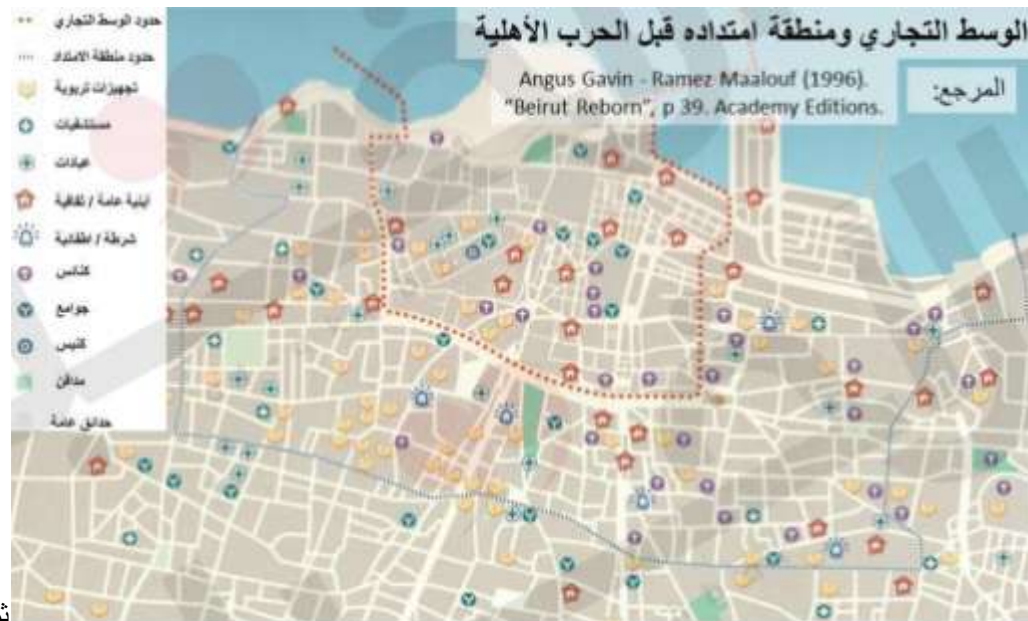 الوسط التجاري ومنطقة امتداده قبل الحرب الأهلية
المرجع:
Angus Gavin - Ramez Maalouf (1996).
"Beirut Reborn", p 39. Academy Editions.
حدود الوسط التجاري
حدود منطقة الامتداد
تجهيزات تربوية
مستشفيات
عيادات
أبنية عامة / ثقافية
شرطة / اطفائية
كنائس
جوامع
كنيس
مدافن
حدائق عامة